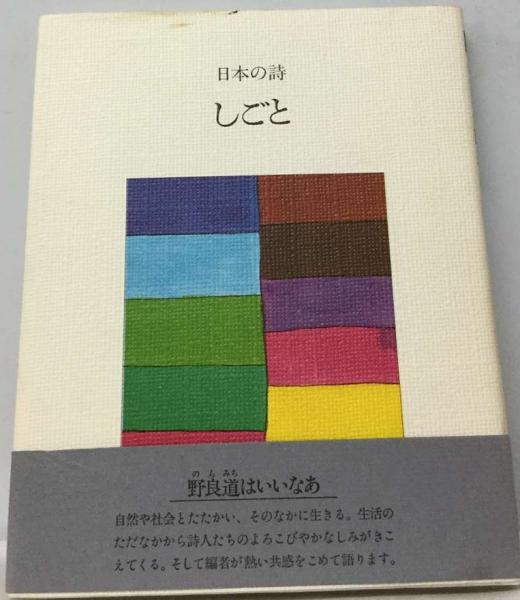 日本の詩
しごと
のらみち
野良道はいいなあ
自然や社会とたたかい、そのなかに生きる。生活の
ただなかから詩人たちのよろこびやかなしみがきこ
えてくる。そして編者が熱い共感をこめて語ります。